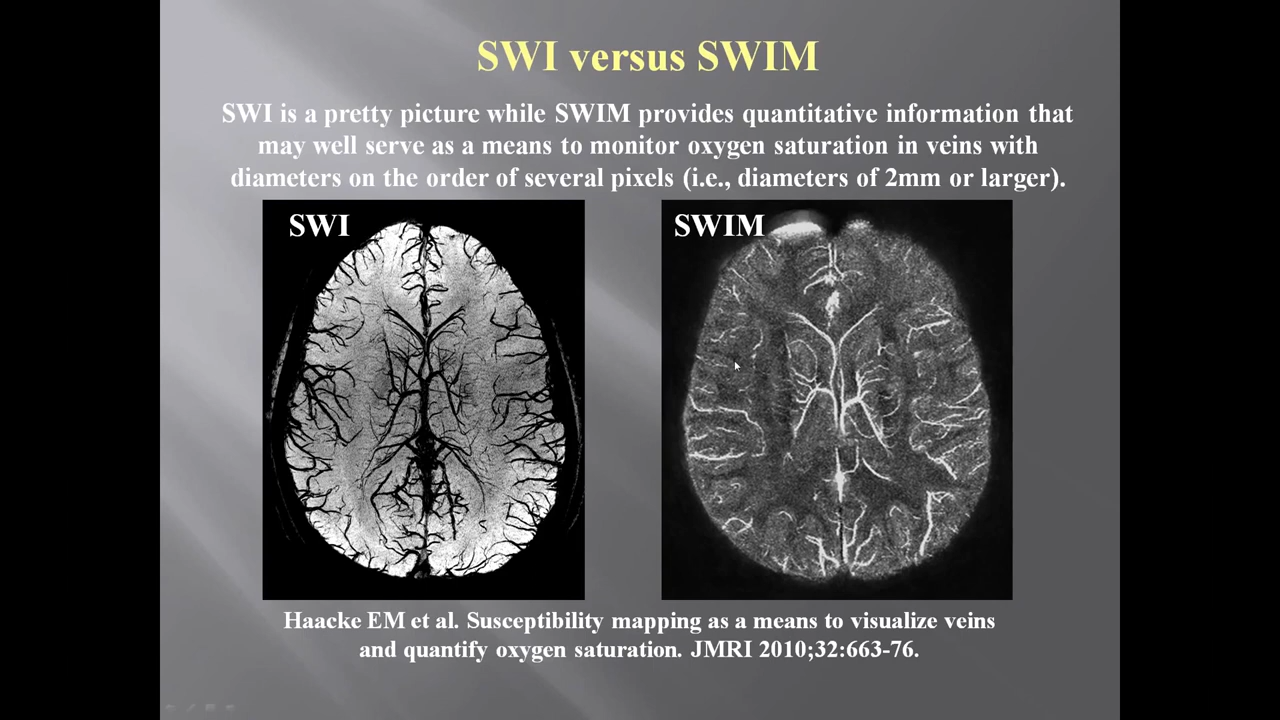 SWI versus SWIM
SWI is a pretty picture while SWIM provides quantitative information that
may well serve as a means to monitor oxygen saturation in veins with
diameters on the order of several pixels (i.e., diameters of 2mm or larger).
SWI
SWIM
Haacke EM et al. Susceptibility mapping as a means to visualize veins
and quantify oxygen saturation. JMRI 2010;32:663-76.